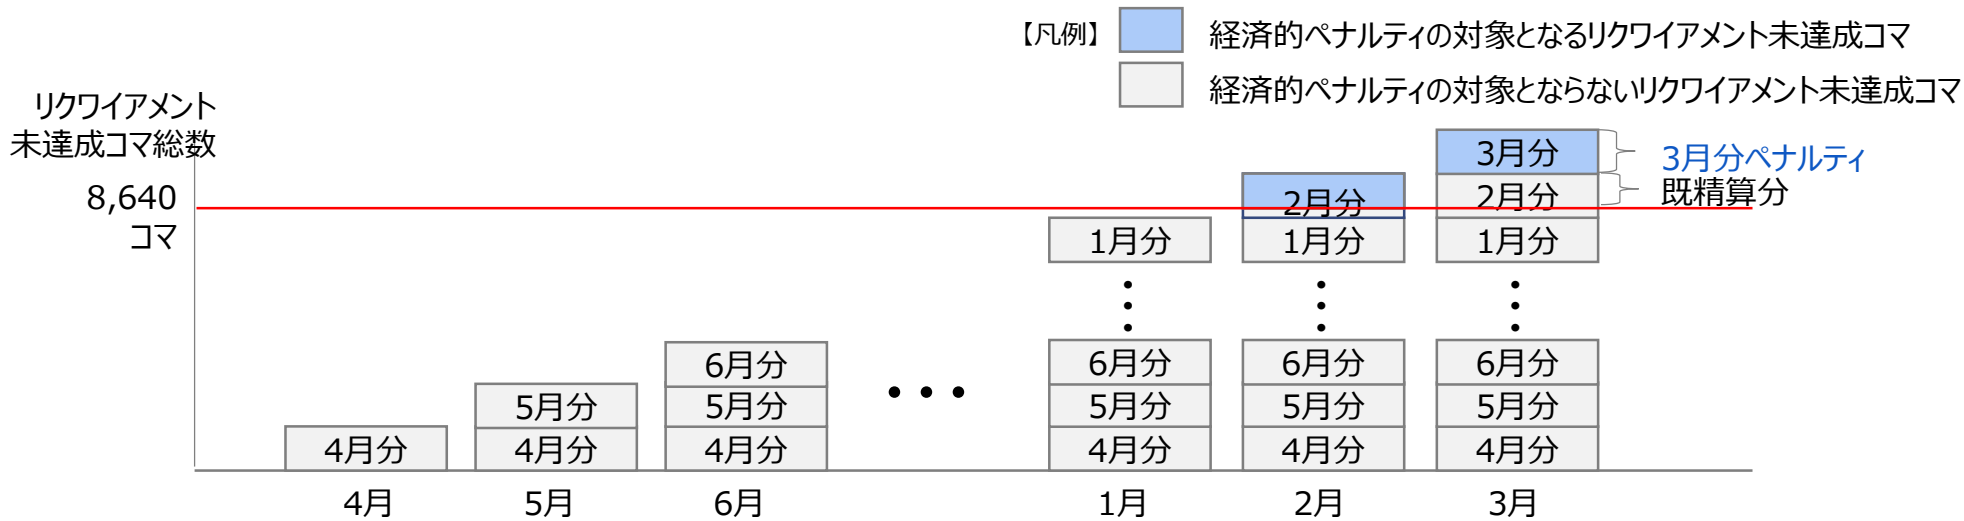 【凡例】
経済的ペナルティの対象となるリクワイアメント未達成コマ
経済的ペナルティの対象とならないリクワイアメント未達成コマ
リクワイアメント
未達成コマ総数
8,640
コマ
3月分
3月分ペナルティ
2月分
2月分
既精算分
1月分
1月分
1月分
6月分
6月分
6月分
6月分
5月分
5月分
5月分
5月分
5月分
4月分
4月分
4月分
4月分
4月分
4月分
4月
5月
6月
1月
2月
3月